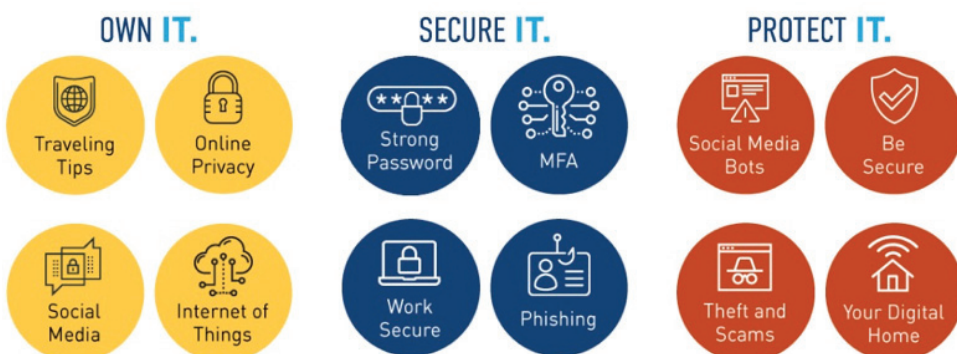 OWN IT.
Traveling
Tips
Online
Privacy
Social
Media
Internet of
Things
SECURE IT.
*****
Strong
Password
MFA
Work
Secure
Phishing
PROTECT IT.
Social Media
Bots
Be
Secure
Theft and
Scams
Your Digital
Home